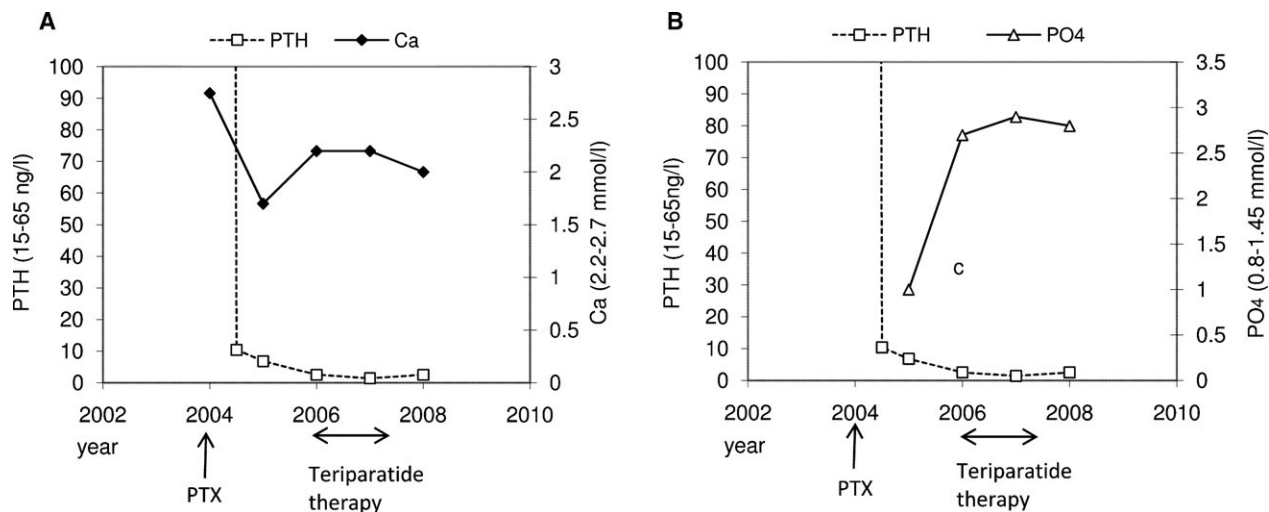 A
PTH
Ca
PTH (15-65 ng/l)
100
90
80
70
60
50
40
30
20
10
0
3
2.5
2
1.5
1
0.5
0
Ca (2.2-2.7 mmol/l)
2002
2004
2006
2008
2010
year
PTX
Teriparatide
therapy
B
PTH
PO4
PTH (15-65ng/l)
100
90
80
70
60
50
40
30
20
10
0
3.5
3
2.5
2
1.5
1
0.5
0
PO4 (0.8-1.45 mmol/l)
c
2002
2004
2006
2008
2010
year
PTX
Teriparatide
therapy